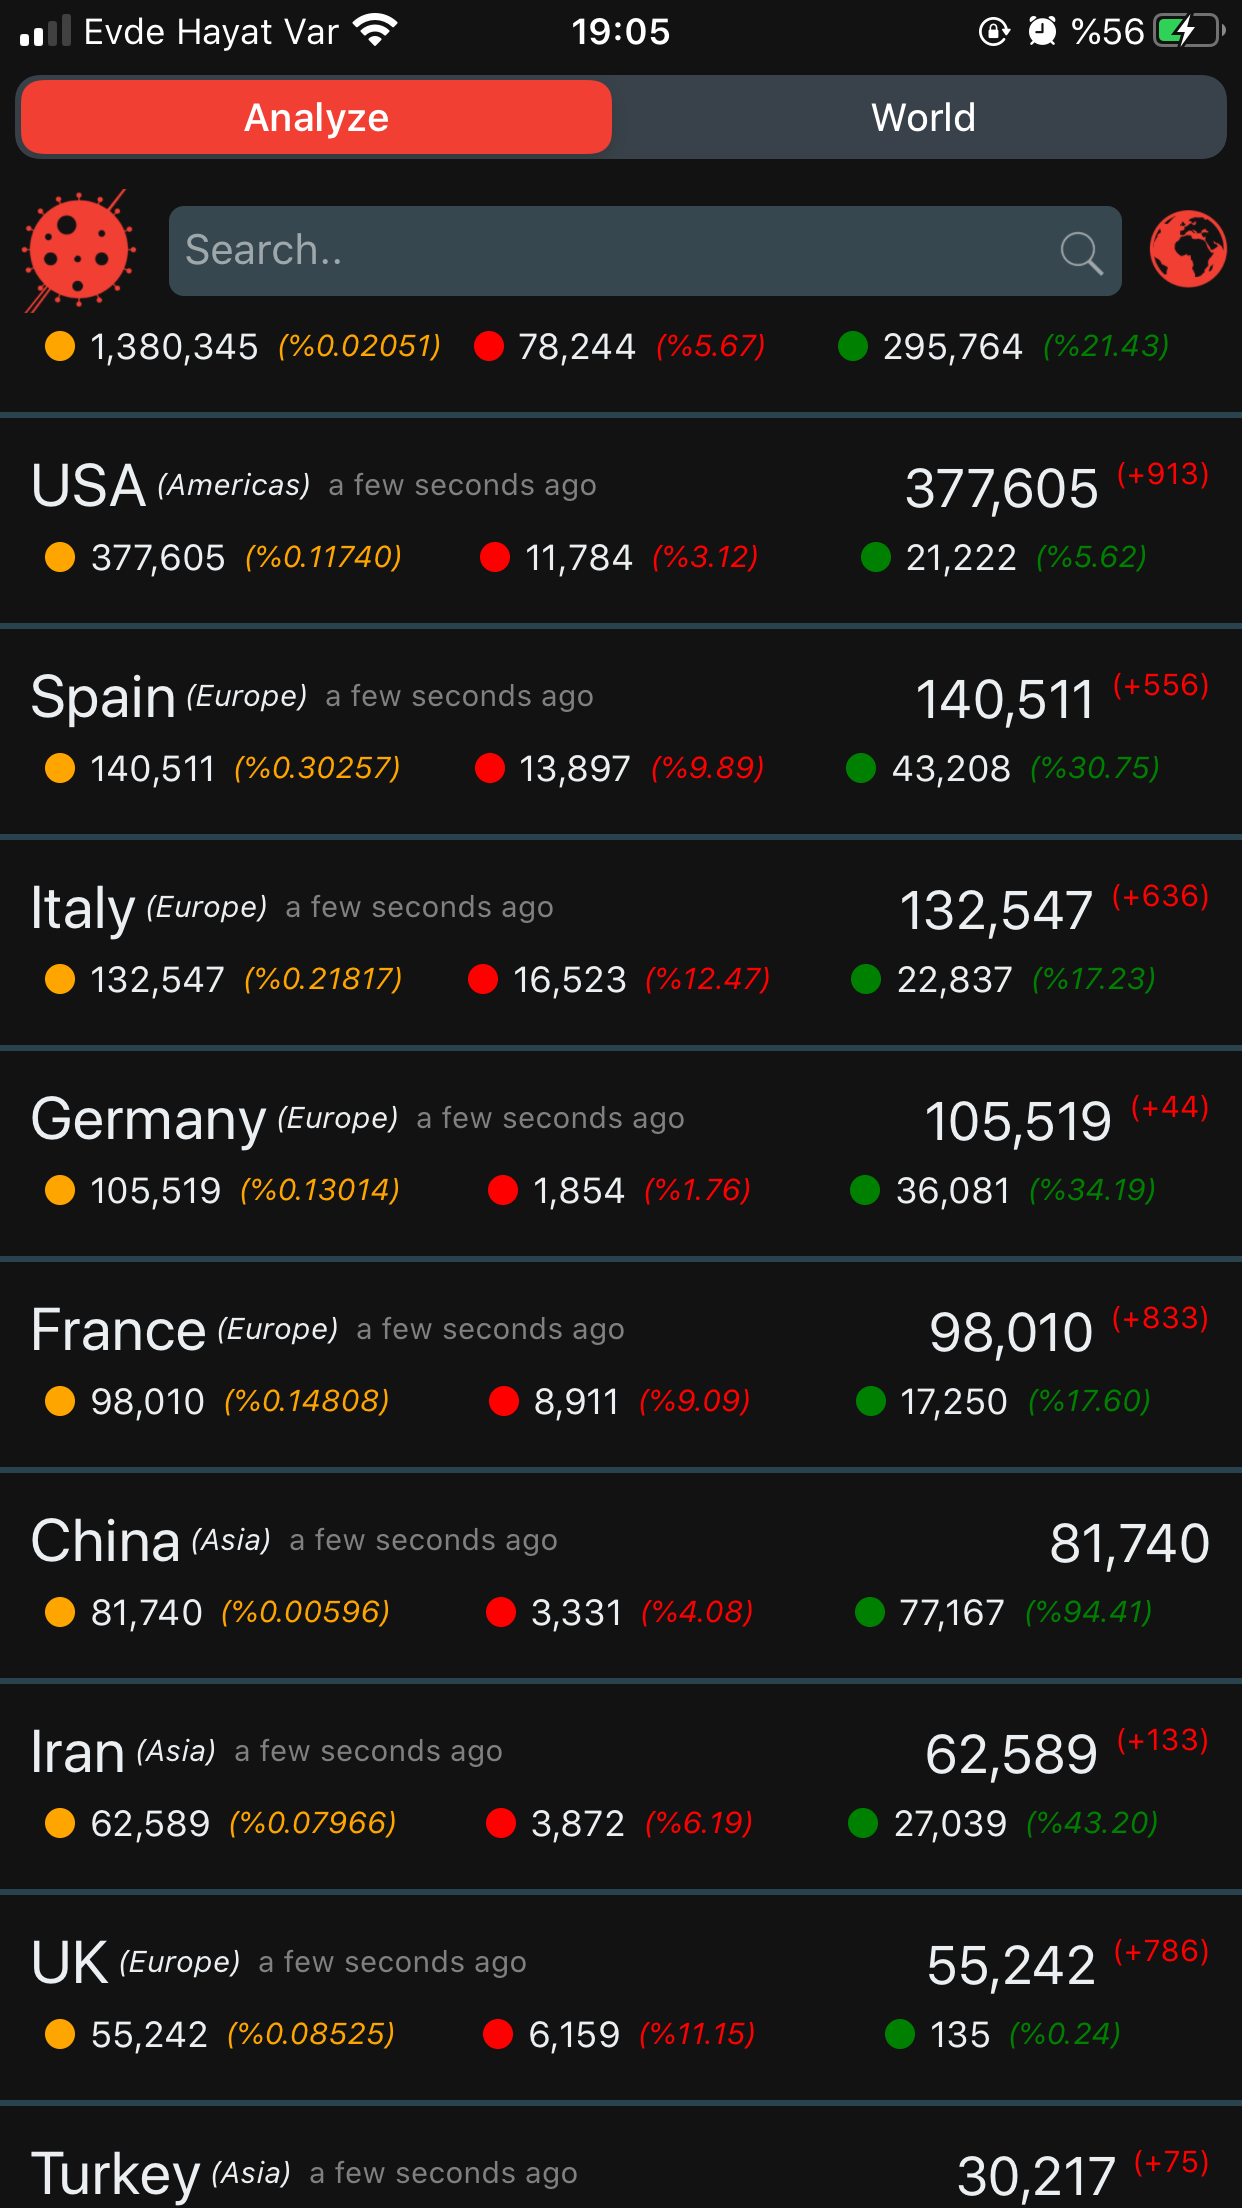 Evde Hayat Var 19:05 %56
Analyze World
Search..
1,380,345 (%0.02051) 78,244 (%5.67) 295,764 (%21.43)
USA (Americas) a few seconds ago 377,605 (+913)
377,605 (%0.11740) 11,784 (%3.12) 21,222 (%5.62)
Spain (Europe) a few seconds ago 140,511 (+556)
140,511 (%0.30257) 13,897 (%9.89) 43,208 (%30.75)
Italy (Europe) a few seconds ago 132,547 (+636)
132,547 (%0.21817) 16,523 (%12.47) 22,837 (%17.23)
Germany (Europe) a few seconds ago 105,519 (+44)
105,519 (%0.13014) 1,854 (%1.76) 36,081 (%34.19)
France (Europe) a few seconds ago 98,010 (+833)
98,010 (%0.14808) 8,911 (%9.09) 17,250 (%17.60)
China (Asia) a few seconds ago 81,740
81,740 (%0.00596) 3,331 (%4.08) 77,167 (%94.41)
Iran (Asia) a few seconds ago 62,589 (+133)
62,589 (%0.07966) 3,872 (%6.19) 27,039 (%43.20)
UK (Europe) a few seconds ago 55,242 (+786)
55,242 (%0.08525) 6,159 (%11.15) 135 (%0.24)
Turkey (Asia) a few seconds ago 30,217 (+75)